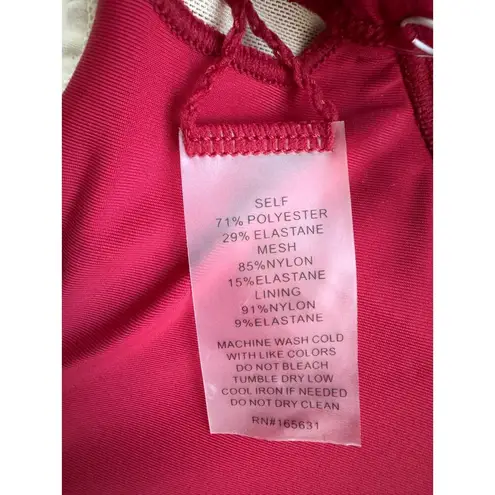 SELF
71% POLYESTER
29% ELASTANE
MESH
85%NYLON
15%ELASTANE
LINING
91%NYLON
9%ELASTANE
MACHINE WASH COLD
WITH LIKE COLORS
DO NOT BLEACH
TUMBLE DRY LOW
COOL IRON IF NEEDED
DO NOT DRY CLEAN
RN#165631